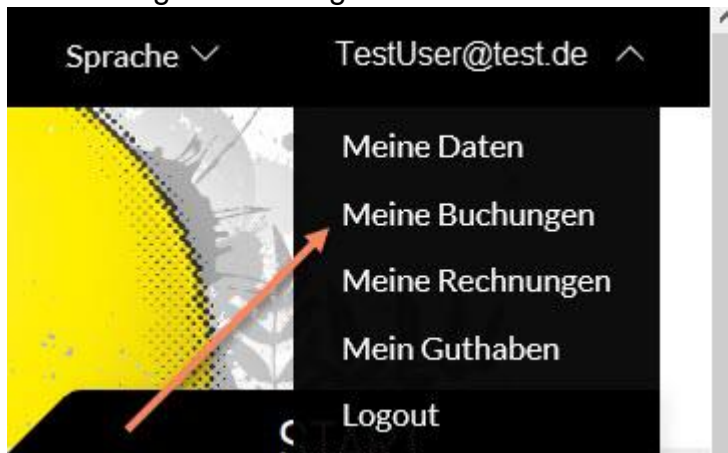 Sprache TestUser@test.de
Meine Daten
Meine Buchungen
Meine Rechnungen
Mein Guthaben
Logout